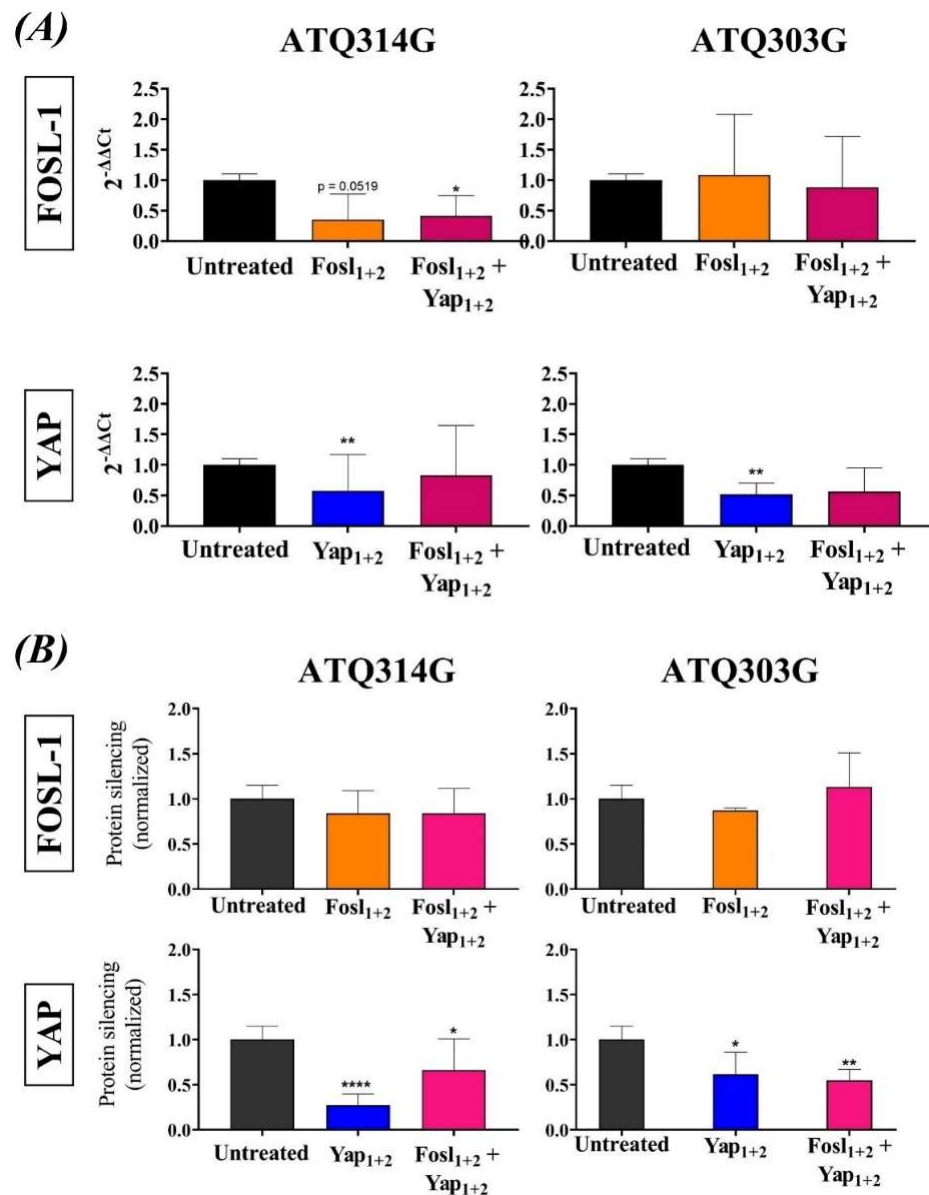 (A)
ATQ314G
ATQ303G
FOSL-1
2-ΔΔCt
2.5
2.0
1.5
1.0
0.5
0.0
p = 0.0519
*
Untreated
Fosl1+2
Fosl1+2 +
Yap1+2
2.5
2.0
1.5
1.0
0.5
0.0
Untreated
Fosl1+2
Fosl1+2 +
Yap1+2
YAP
2-ΔΔCt
2.5
2.0
1.5
1.0
0.5
0.0
**
Untreated
Yap1+2
Fosl1+2 +
Yap1+2
2.5
2.0
1.5
1.0
0.5
0.0
**
Untreated
Yap1+2
Fosl1+2 +
Yap1+2
(B)
ATQ314G
ATQ303G
FOSL-1
Protein silencing
(normalized)
2.0
1.5
1.0
0.5
0.0
Untreated
Fosl1+2
Fosl1+2 +
Yap1+2
2.0
1.5
1.0
0.5
0.0
Untreated
Fosl1+2
Fosl1+2 +
Yap1+2
YAP
Protein silencing
(normalized)
2.0
1.5
1.0
0.5
0.0
****
*
Untreated
Yap1+2
Fosl1+2 +
Yap1+2
2.0
1.5
1.0
0.5
0.0
*
**
Untreated
Yap1+2
Fosl1+2 +
Yap1+2